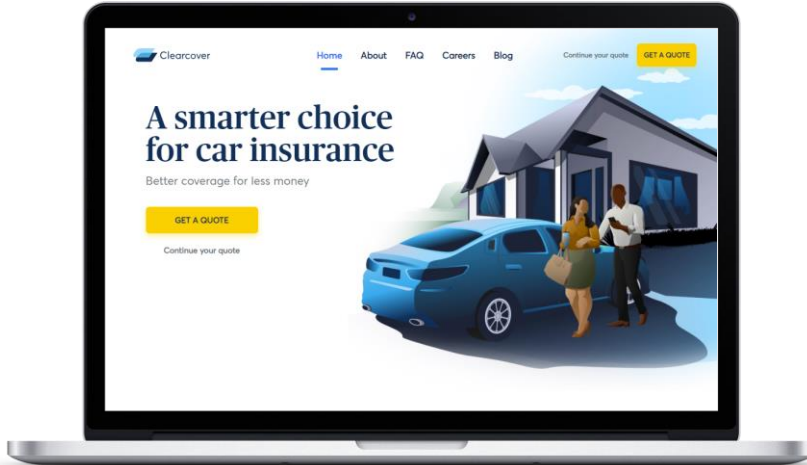 Clearcover
Home About FAQ Careers Blog
Continue your quote
GET A QUOTE
A smarter choice
for car insurance
Better coverage for less money
GET A QUOTE
Continue your quote